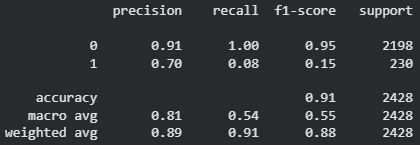 precision recall f1-score support
0 0.91 1.00 0.95 2198
1 0.70 0.08 0.15 230
accuracy 0.91 2428
macro avg 0.81 0.54 0.55 2428
weighted avg 0.89 0.91 0.88 2428